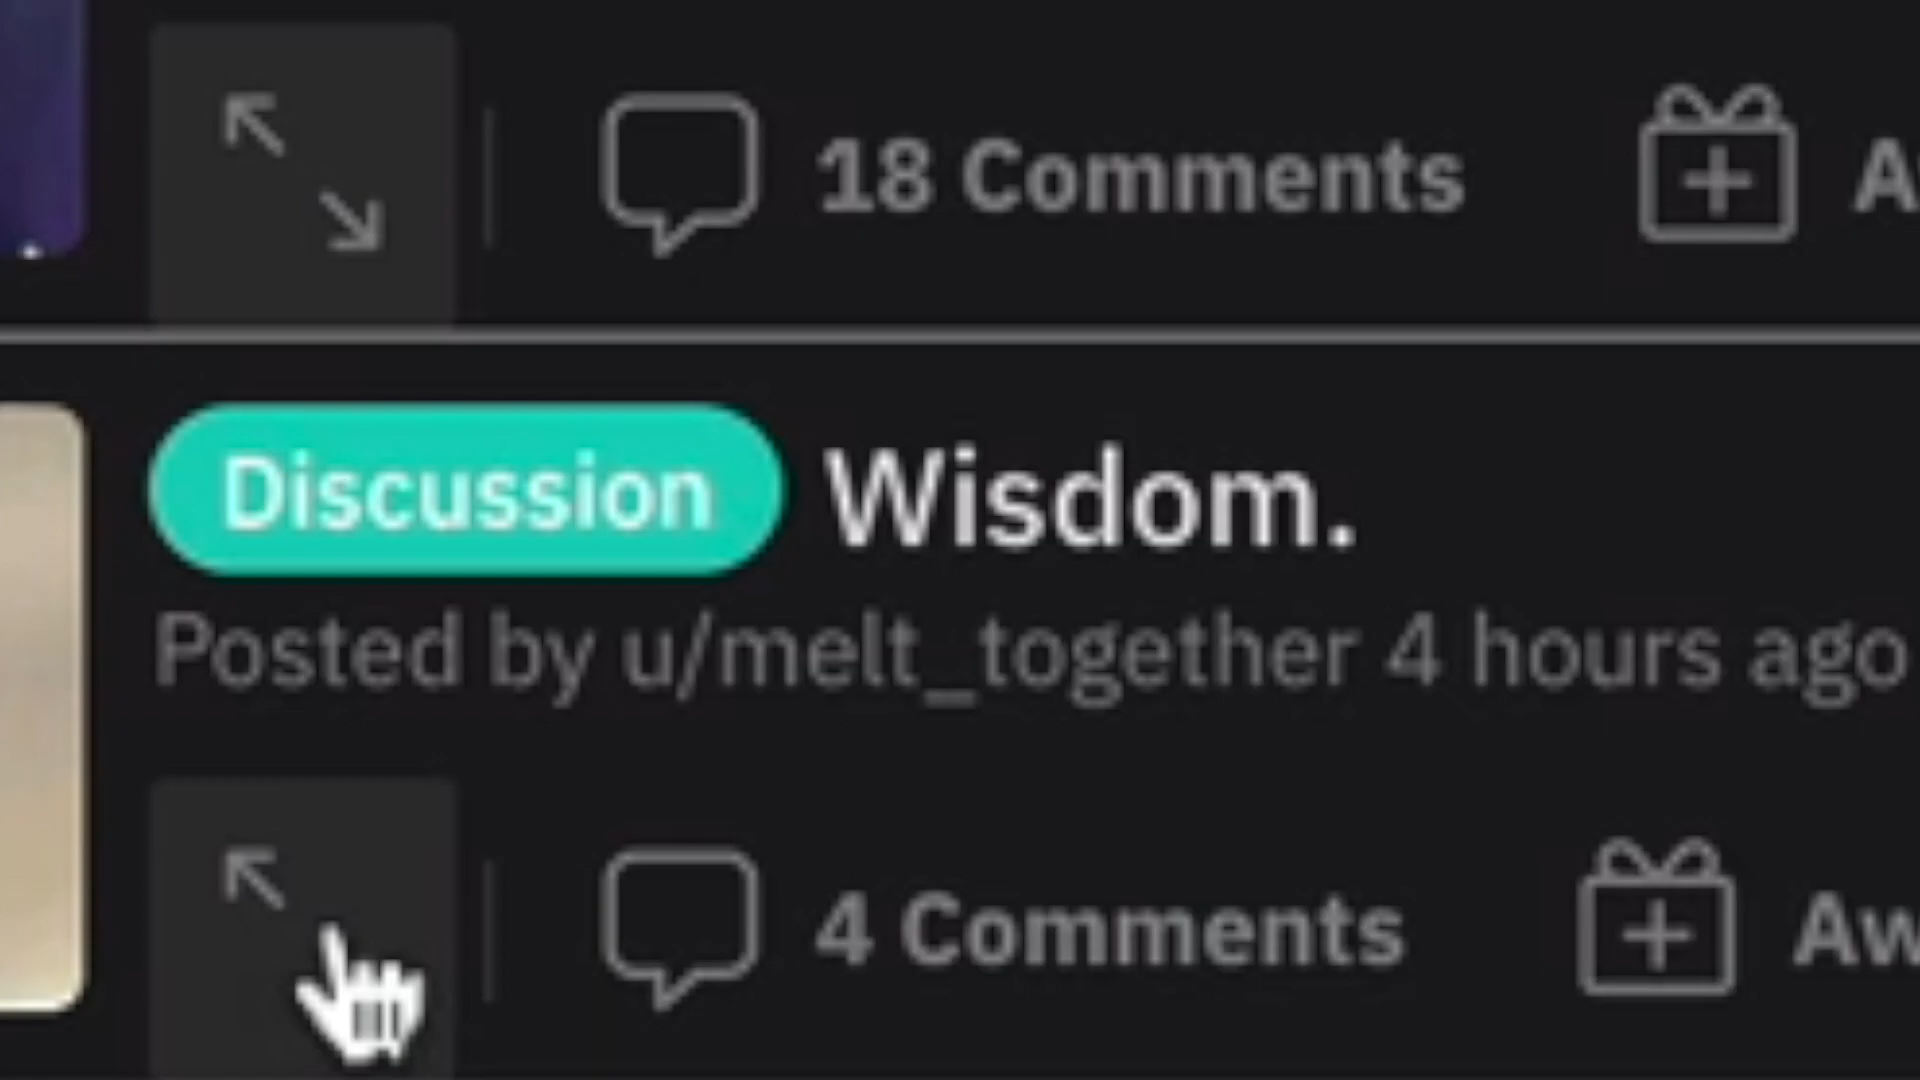 18 Comments
Discussion Wisdom.
Posted by u/melt_together 4 hours ago
4 Comments Aw